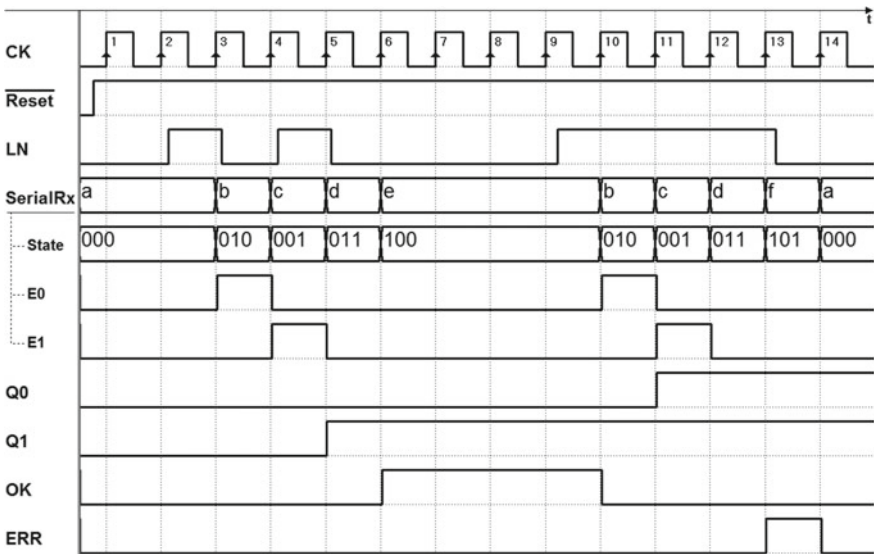 t
CK 1 2 3 4 5 6 7 8 9 10 11 12 13 14
Reset
LN
SerialRx a b c d e b c d f a
State 000 010 001 011 100 010 001 011 101 000
E0
E1
Q0
Q1
OK
ERR